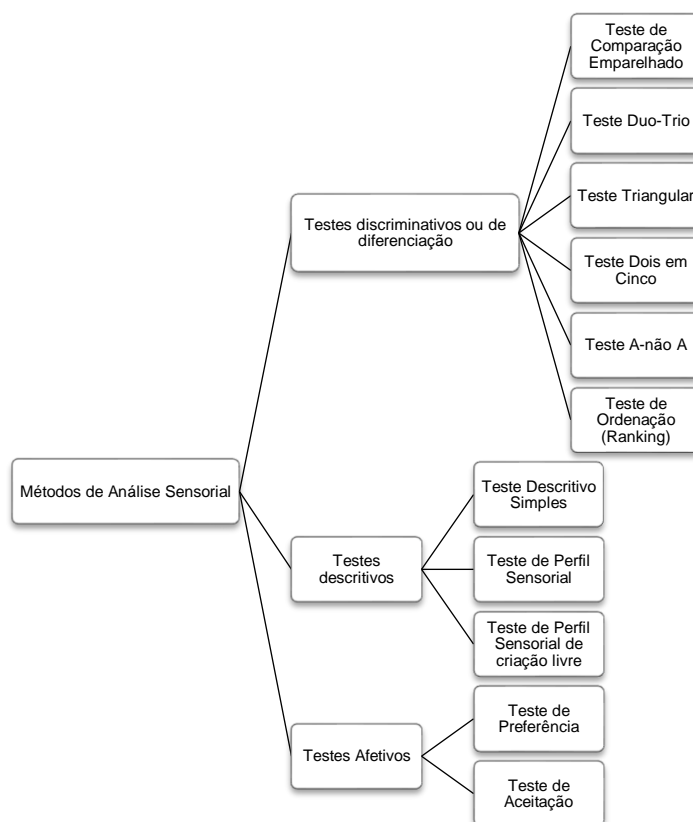 Teste de
Comparação
Emparelhado
Teste Duo-Trio
Teste Triangular
Teste Dois em
Cinco
Teste A-não A
Teste de
Ordenação
(Ranking)
Testes discriminativos ou de
diferenciação
Métodos de Análise Sensorial
Teste Descritivo
Simples
Teste de Perfil
Sensorial
Teste de Perfil
Sensorial de
criação livre
Testes
descritivos
Teste de
Preferência
Teste de
Aceitação
Testes Afetivos